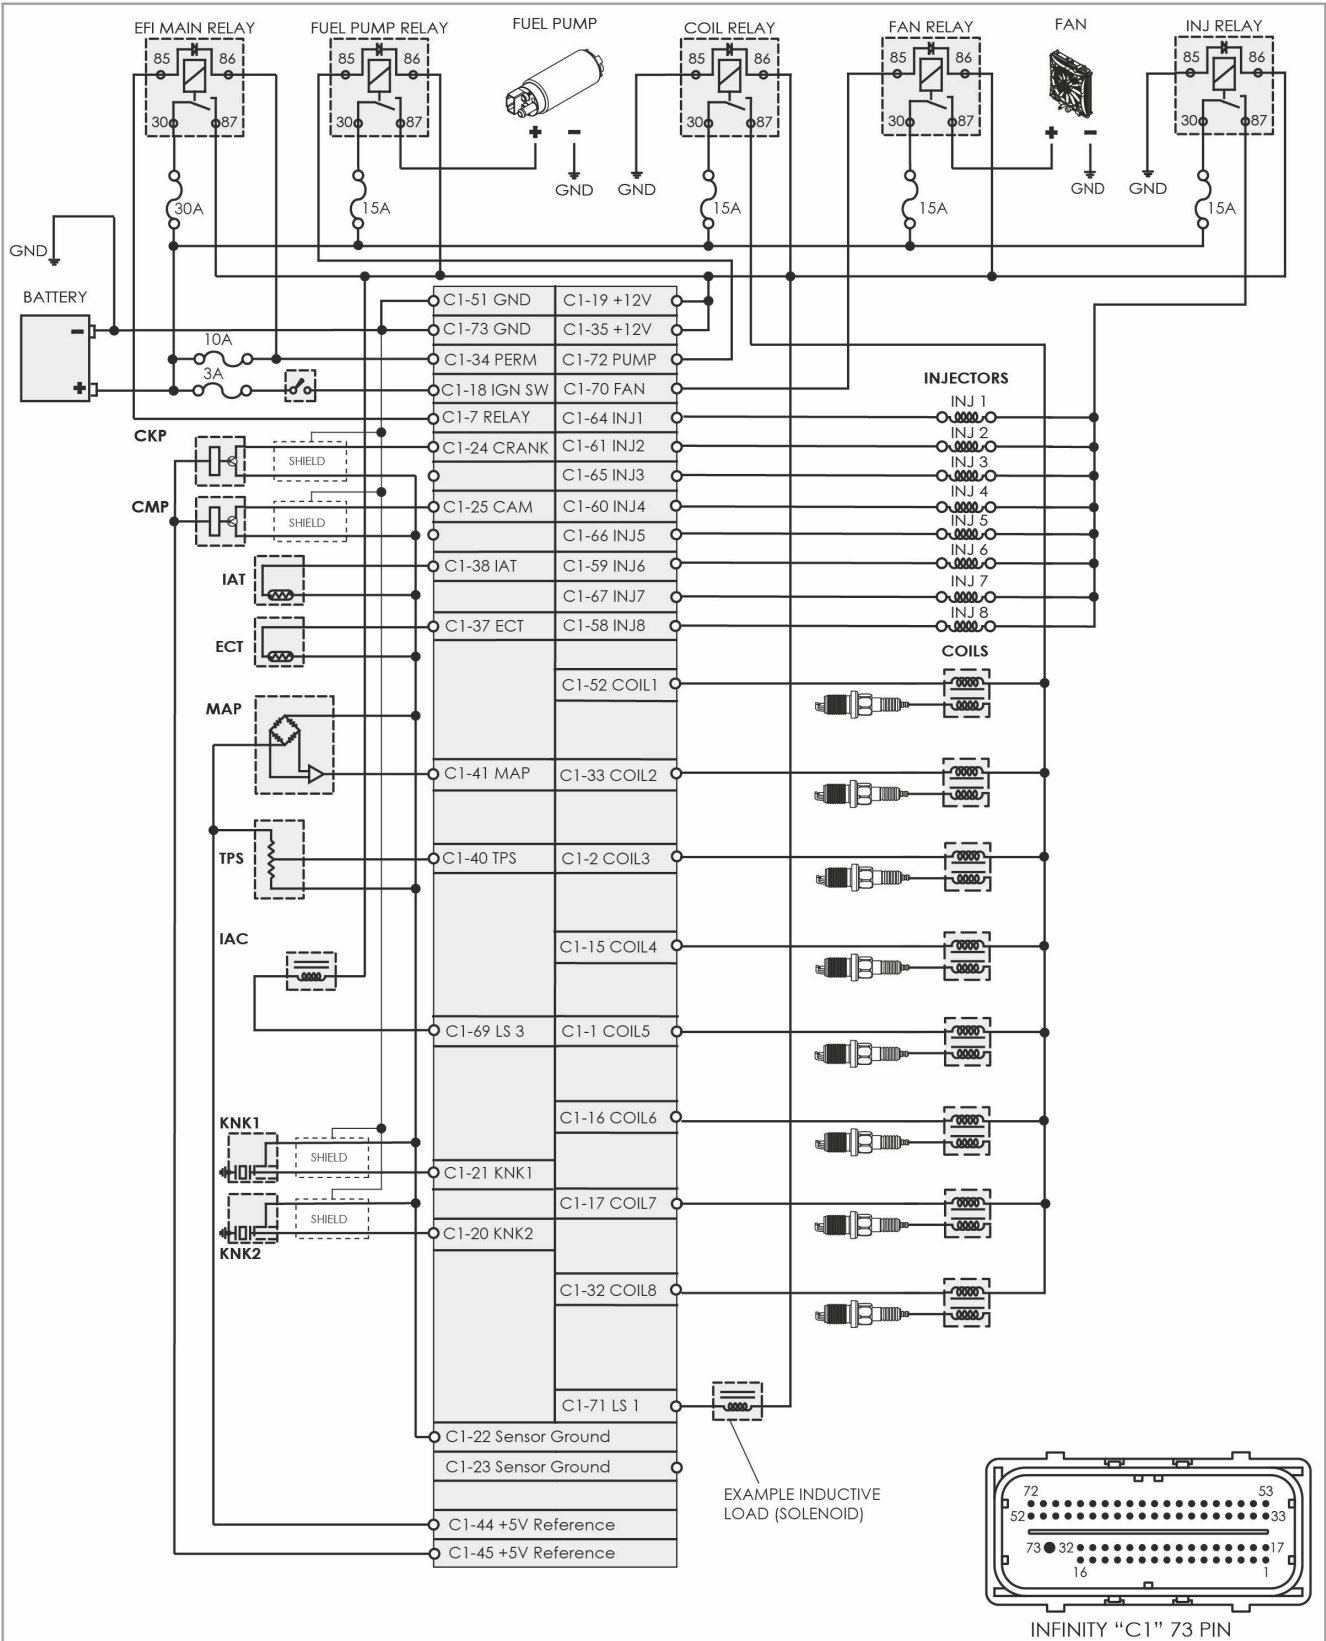 EFI MAIN RELAY
FUEL PUMP RELAY
FUEL PUMP
COIL RELAY
FAN RELAY
FAN
INJ RELAY
85 86
85 86
85 86
85 86
85 86
30 87
30 87
30 87
30 87
30 87
+ -
+ -
GND
GND
GND
GND
30A
15A
15A
15A
15A
GND
BATTERY
-
+
10A
3A
C1-51 GND
C1-19 +12V
C1-73 GND
C1-35 +12V
C1-34 PERM
C1-72 PUMP
C1-18 IGN SW
C1-70 FAN
C1-7 RELAY
C1-64 INJ1
C1-24 CRANK
C1-61 INJ2
C1-65 INJ3
C1-25 CAM
C1-60 INJ4
C1-66 INJ5
C1-38 IAT
C1-59 INJ6
C1-67 INJ7
C1-37 ECT
C1-58 INJ8
C1-52 COIL1
C1-41 MAP
C1-33 COIL2
C1-40 TPS
C1-2 COIL3
C1-15 COIL4
C1-69 LS 3
C1-1 COIL5
C1-16 COIL6
C1-21 KNK1
C1-17 COIL7
C1-20 KNK2
C1-32 COIL8
C1-71 LS 1
C1-22 Sensor Ground
C1-23 Sensor Ground
C1-44 +5V Reference
C1-45 +5V Reference
CKP
SHIELD
CMP
SHIELD
IAT
ECT
MAP
TPS
IAC
KNK1
SHIELD
SHIELD
KNK2
INJECTORS
INJ 1
INJ 2
INJ 3
INJ 4
INJ 5
INJ 6
INJ 7
INJ 8
COILS
EXAMPLE INDUCTIVE
LOAD (SOLENOID)
72 53
52 33
73 32 17
16 1
INFINITY “C1” 73 PIN